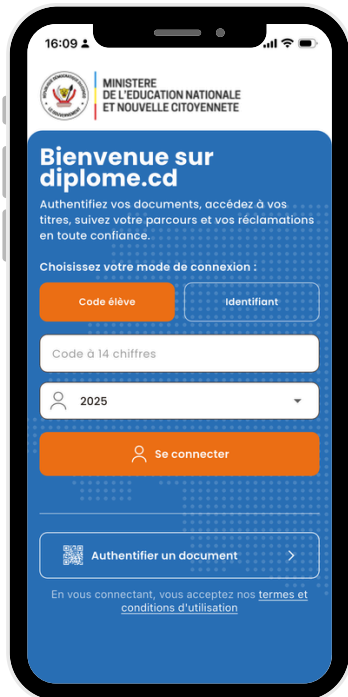 16:09
MINISTERE
DE L'EDUCATION NATIONALE
ET NOUVELLE CITOYENNETE
Bienvenue sur
diplome.cd
Authentifiez vos documents, accédez à vos
titres, suivez votre parcours et vos réclamations
en toute confiance.
Choisissez votre mode de connexion :
Code élève
Identifiant
Code à 14 chiffres
2025
Se connecter
Authentifier un document
En vous connectant, vous acceptez nos termes et
conditions d'utilisation